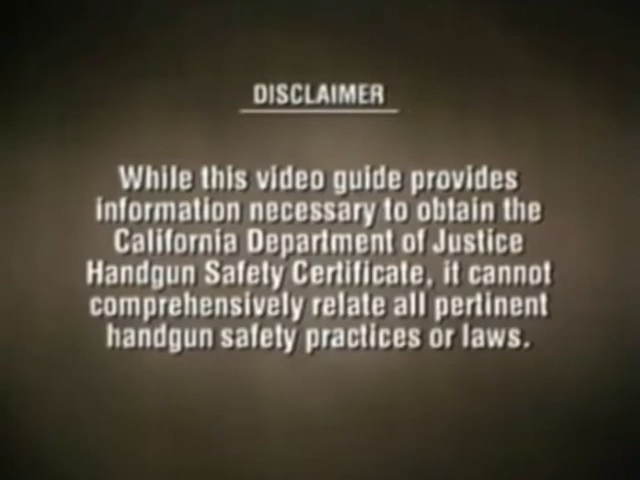 DISCLAIMER
While this video guide provides
information necessary to obtain the
California Department of Justice
Handgun Safety Certificate, it cannot
comprehensively relate all pertinent
handgun safety practices or laws.